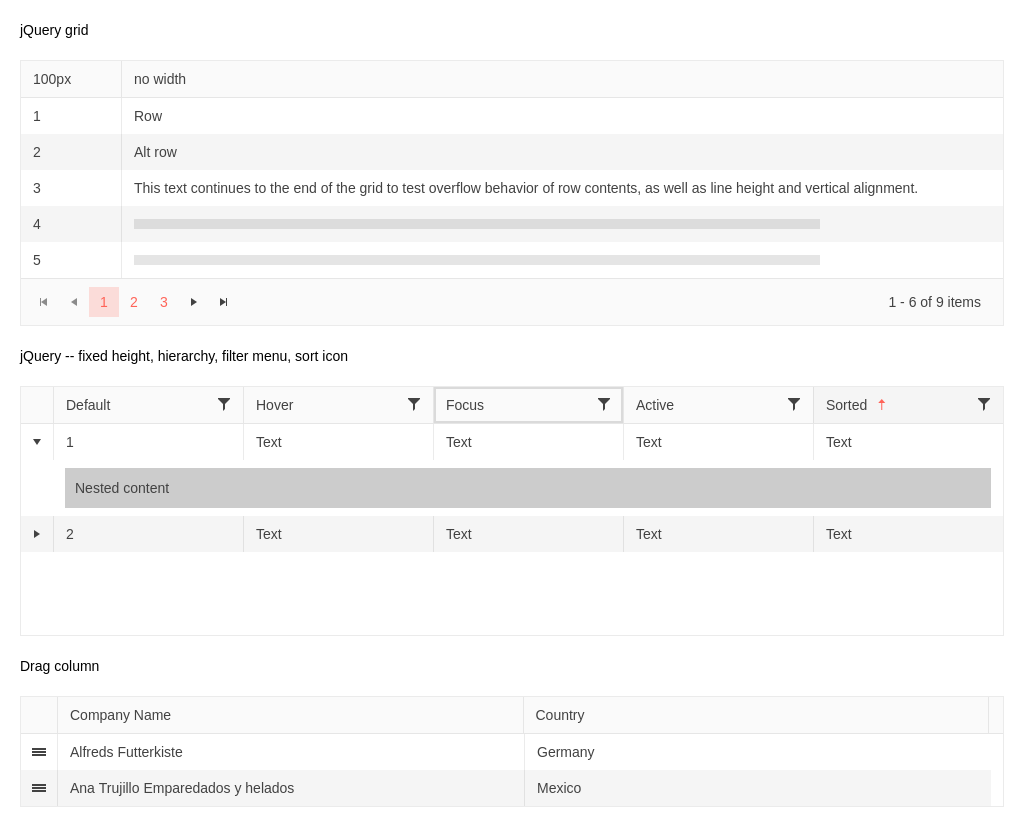 jQuery grid
100px no width
1 Row
2 Alt row
3 This text continues to the end of the grid to test overflow behavior of row contents, as well as line height and vertical alignment.
4
5
1 2 3 1 - 6 of 9 items
jQuery -- fixed height, hierarchy, filter menu, sort icon
Default Hover Focus Active Sorted
1 Text Text Text Text
Nested content
2 Text Text Text Text
Drag column
Company Name Country
Alfreds Futterkiste Germany
Ana Trujillo Emparedados y helados Mexico